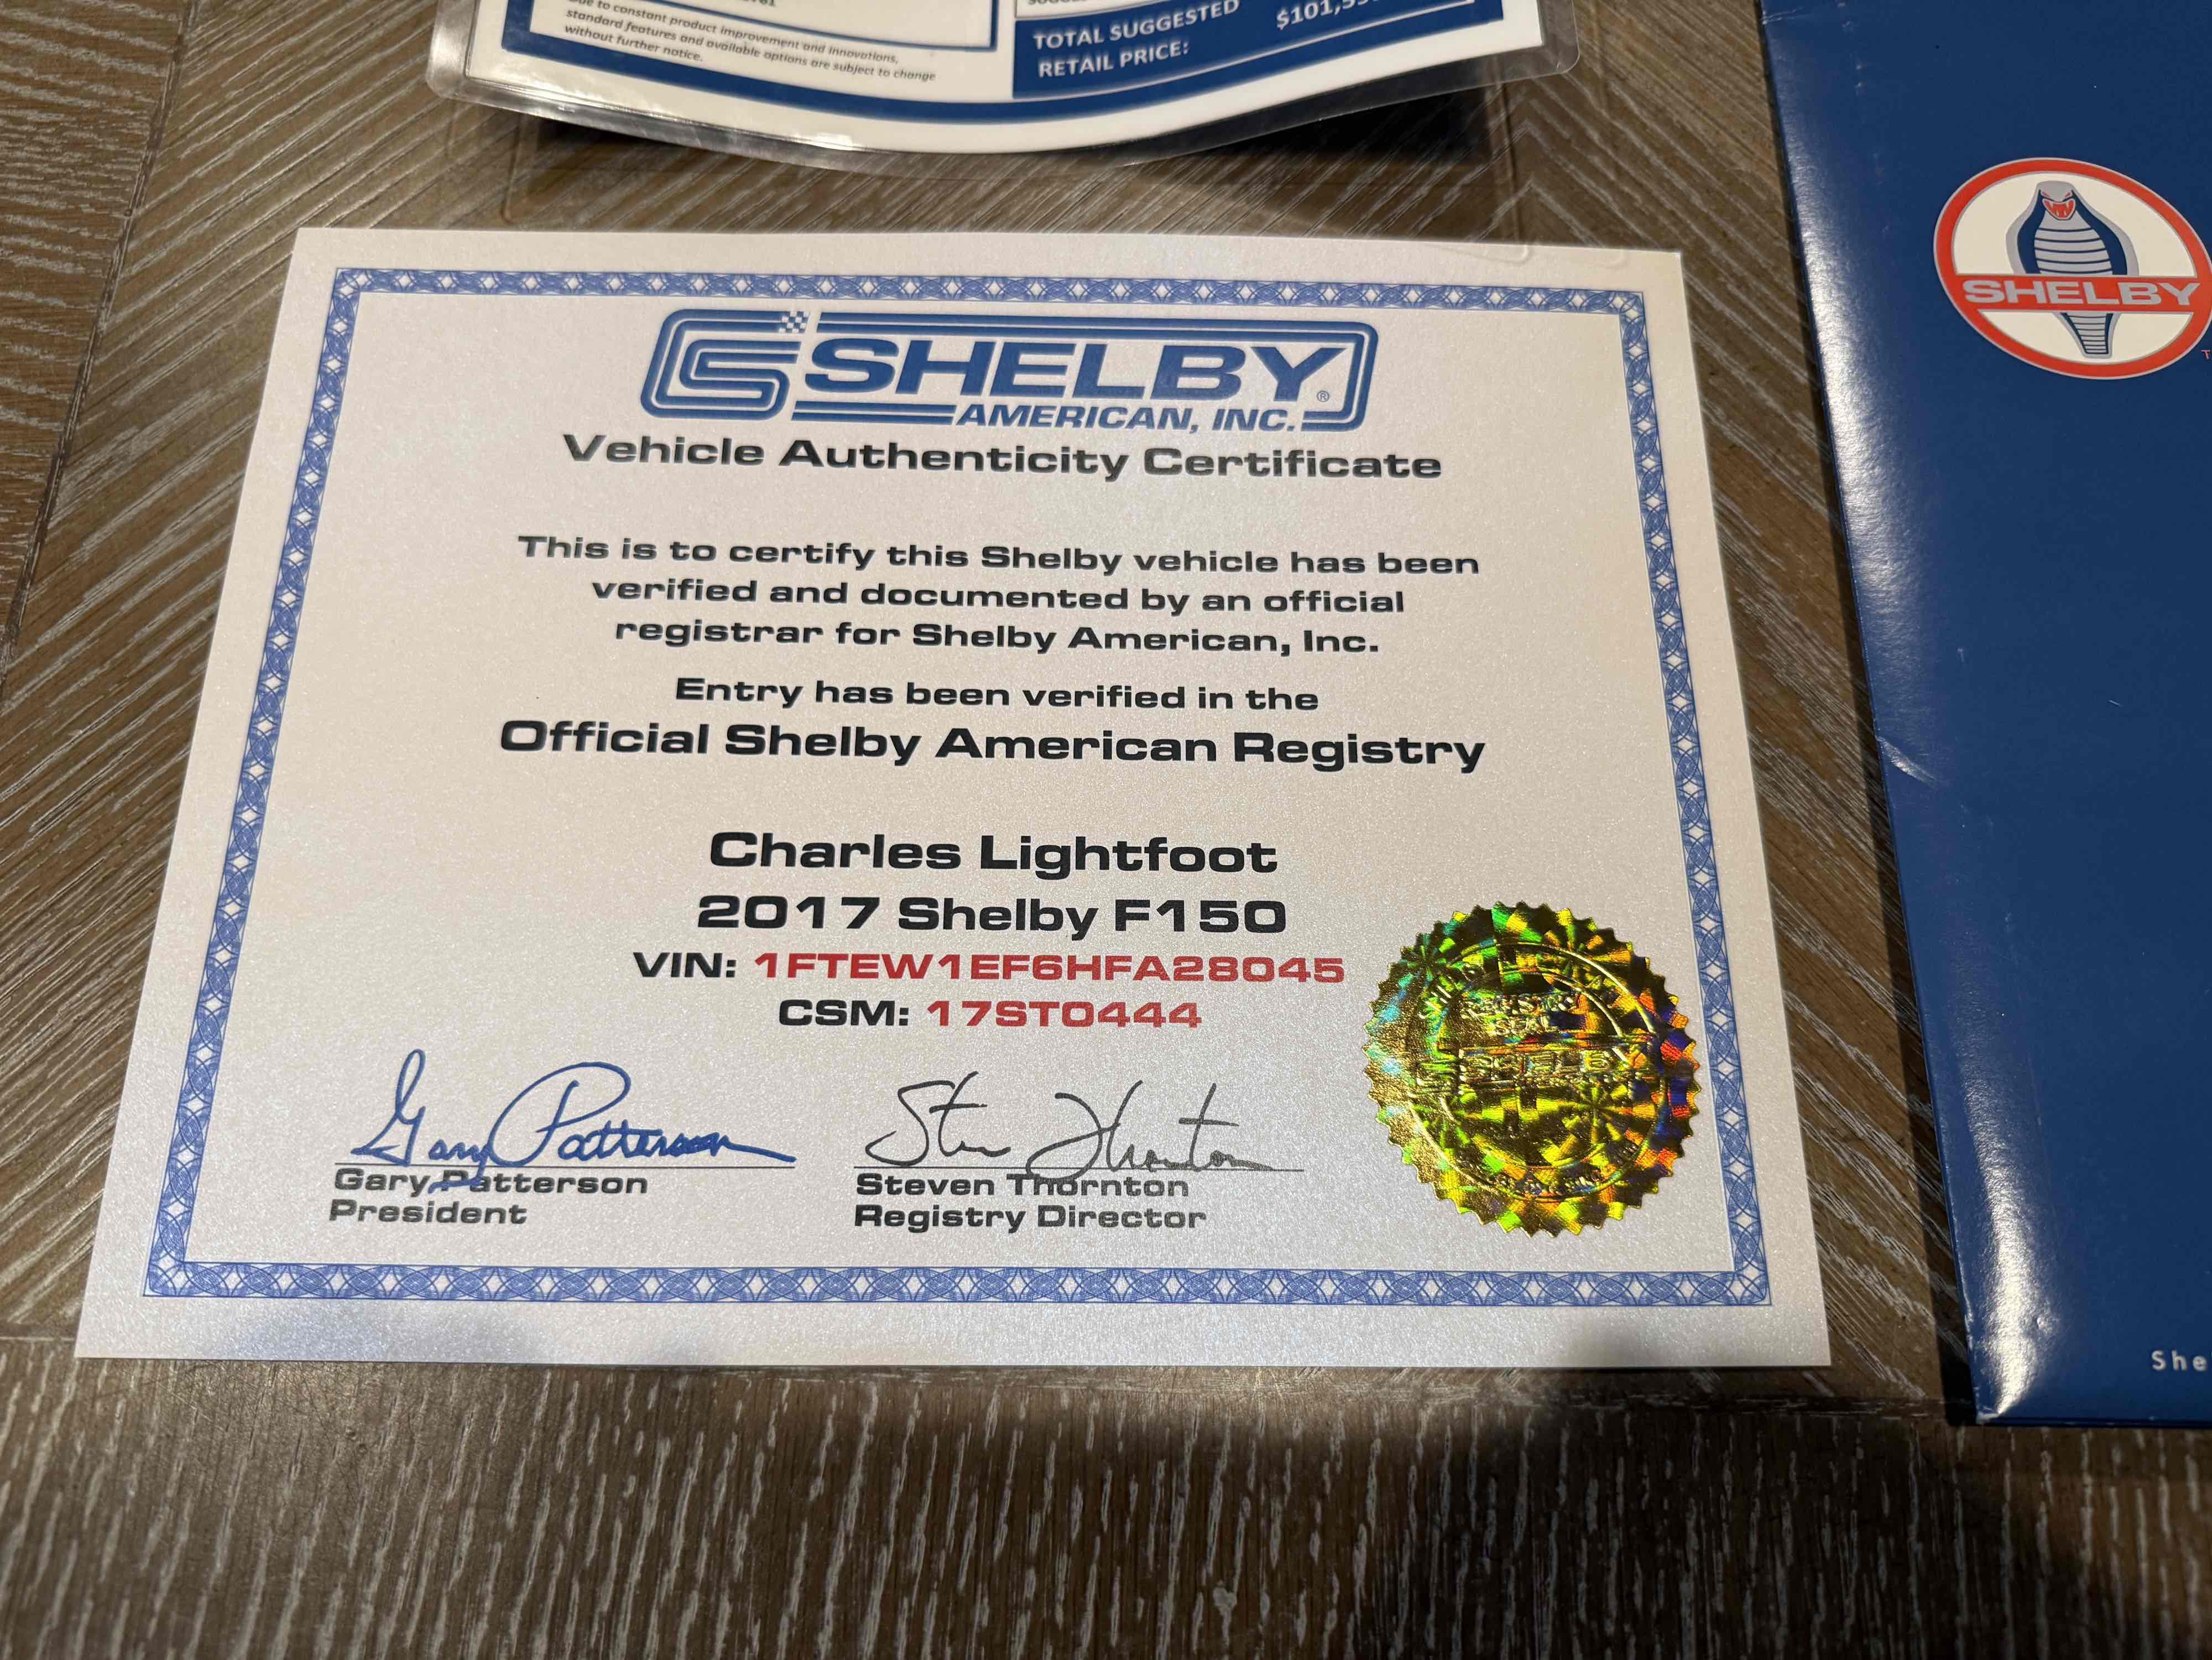 to constant product improvement and innovations,
standard features and available options are subject to change
without further notice.
TOTAL SUGGESTED
RETAIL PRICE:
SHELBY
SHELBY®
AMERICAN, INC.
Vehicle Authenticity Certificate
This is to certify this Shelby vehicle has been
verified and documented by an official
registrar for Shelby American, Inc.
Entry has been verified in the
Official Shelby American Registry
Charles Lightfoot
2017 Shelby F150
VIN: 1FTEW1EF6HFA28045
CSM: 17ST0444
Gary Patterson
Steven Thornton
Gary Patterson
President
Steven Thornton
Registry Director
SHELBY